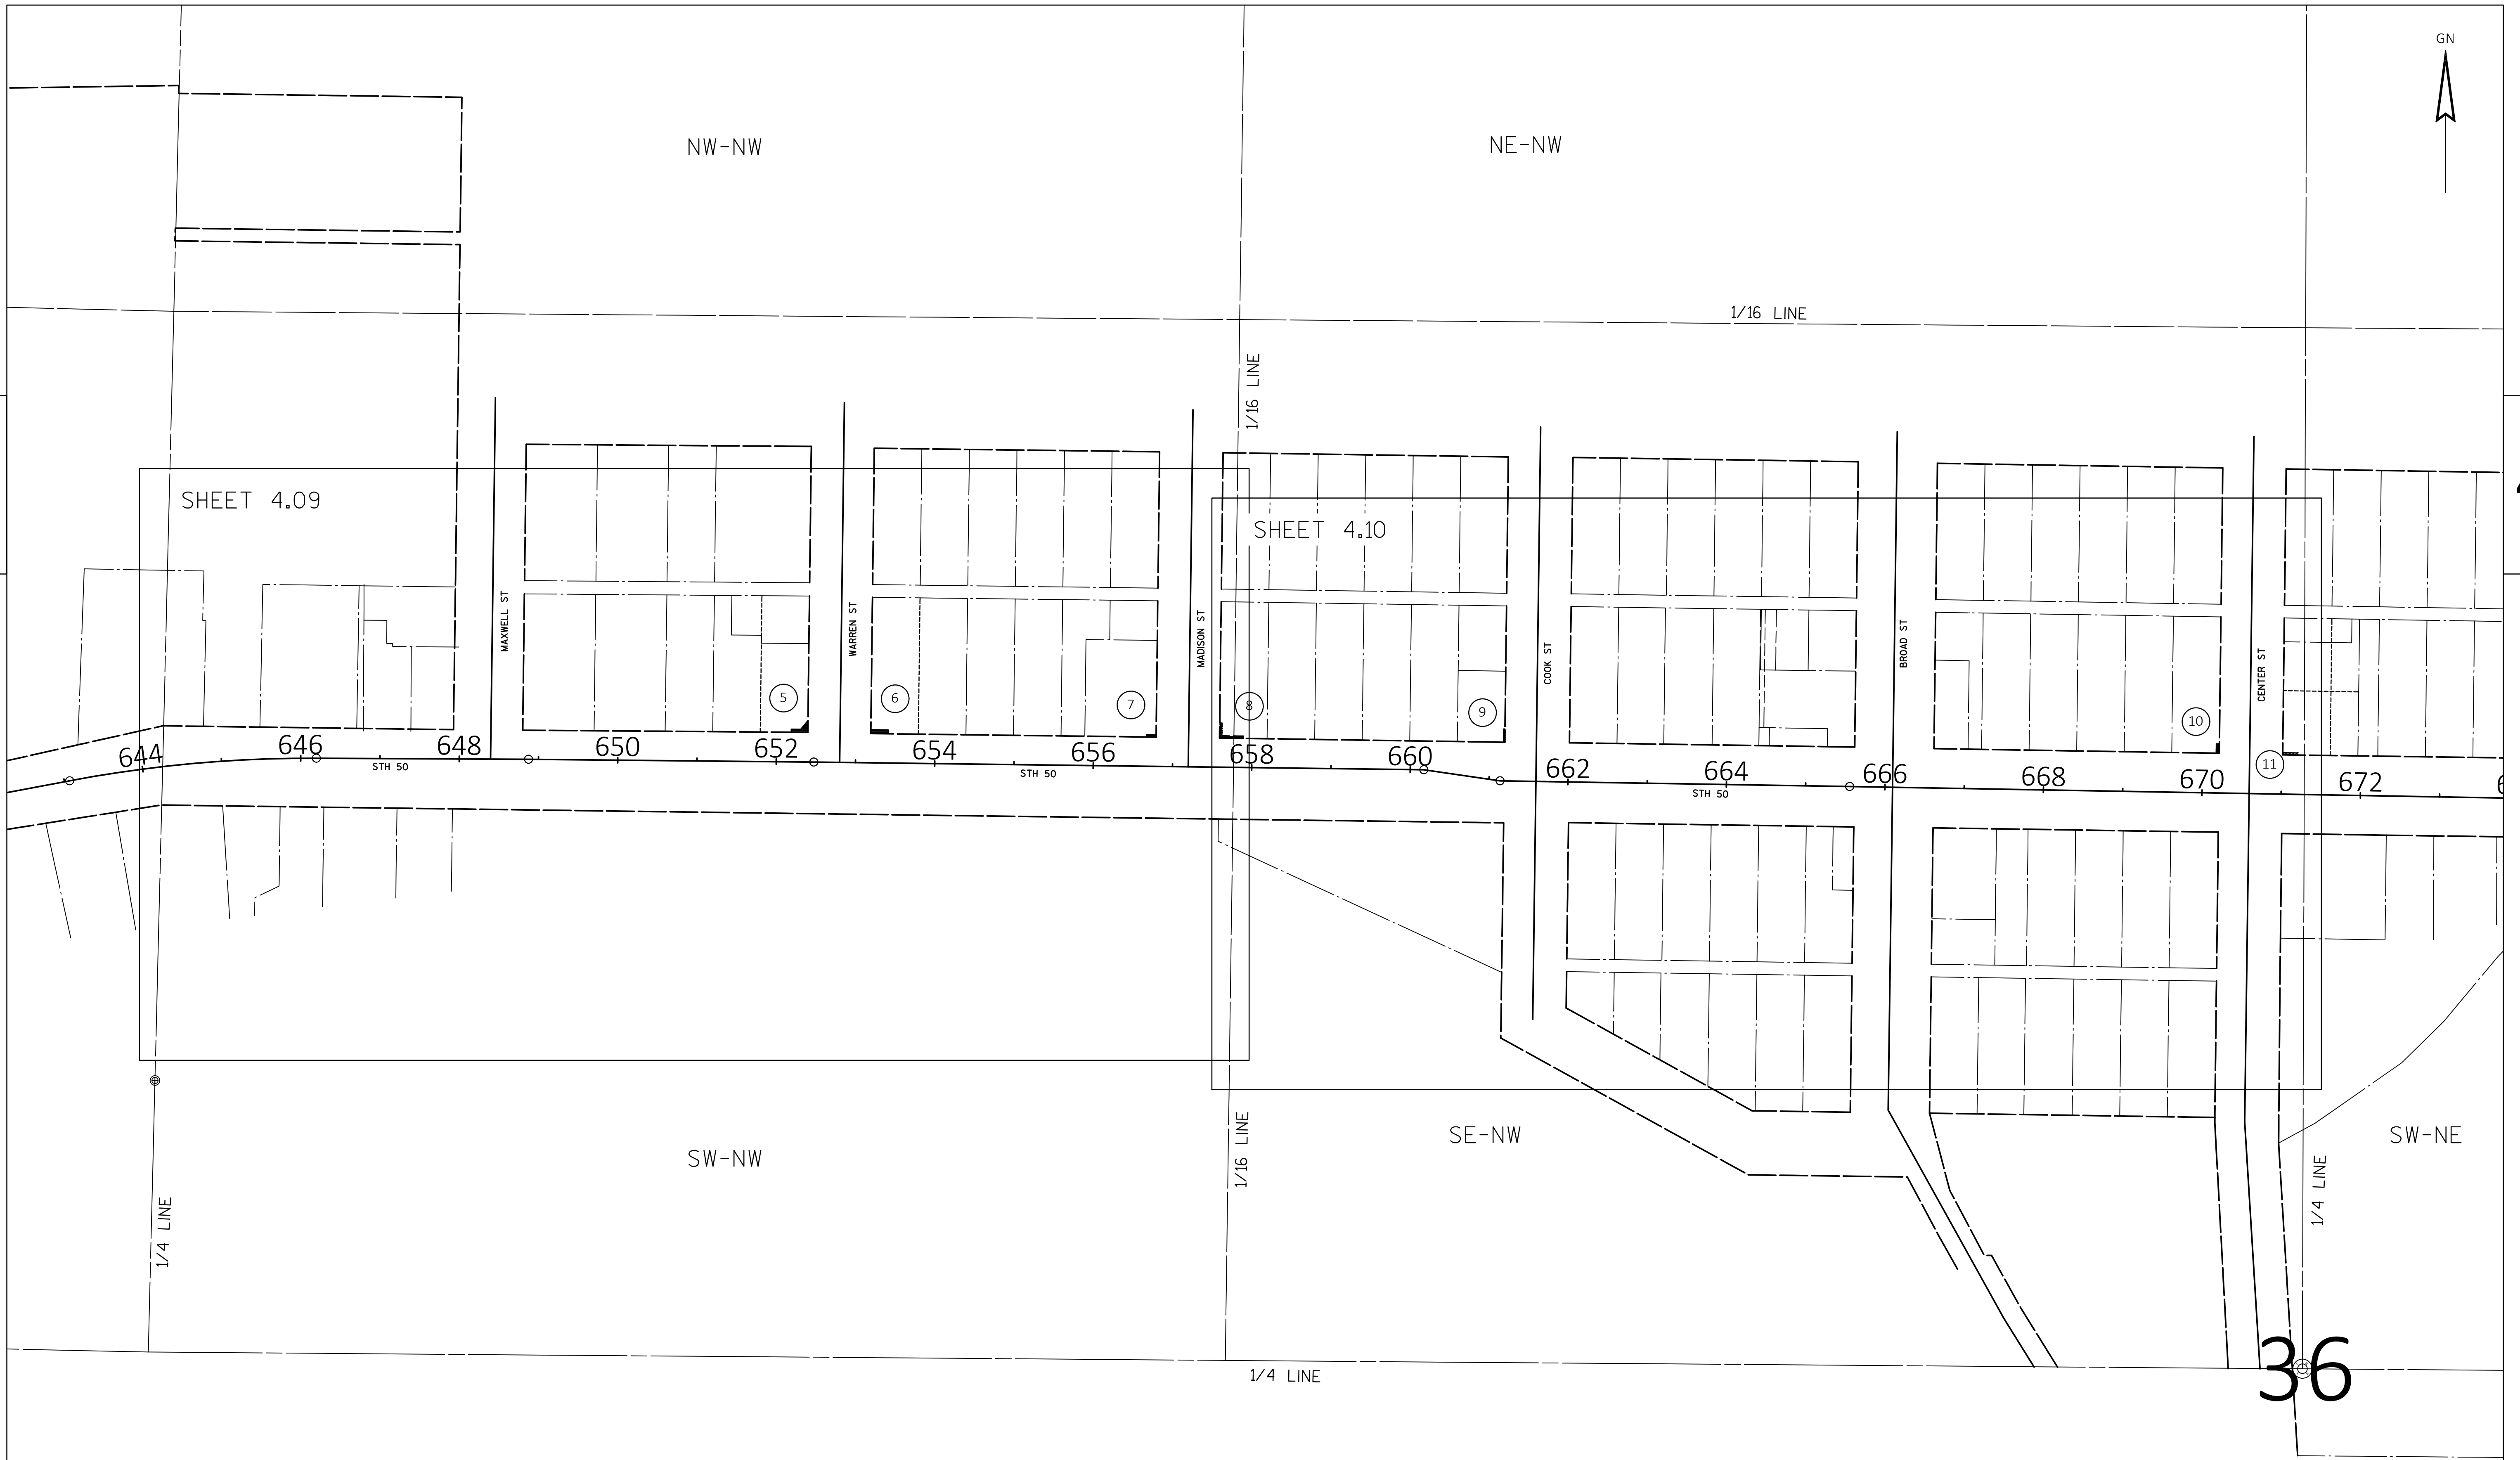 GN
NW-NW
NE-NW
1/16 LINE
1/16 LINE
SHEET 4.09
SHEET 4.10
MAXWELL ST
WARREN ST
MADISON ST
COOK ST
BROAD ST
CENTER ST
5
6
7
8
9
10
11
644
646
648
650
652
654
656
658
660
662
664
666
668
670
672
STH 50
STH 50
STH 50
SW-NW
SE-NW
SW-NE
1/4 LINE
1/16 LINE
1/4 LINE
1/4 LINE
36